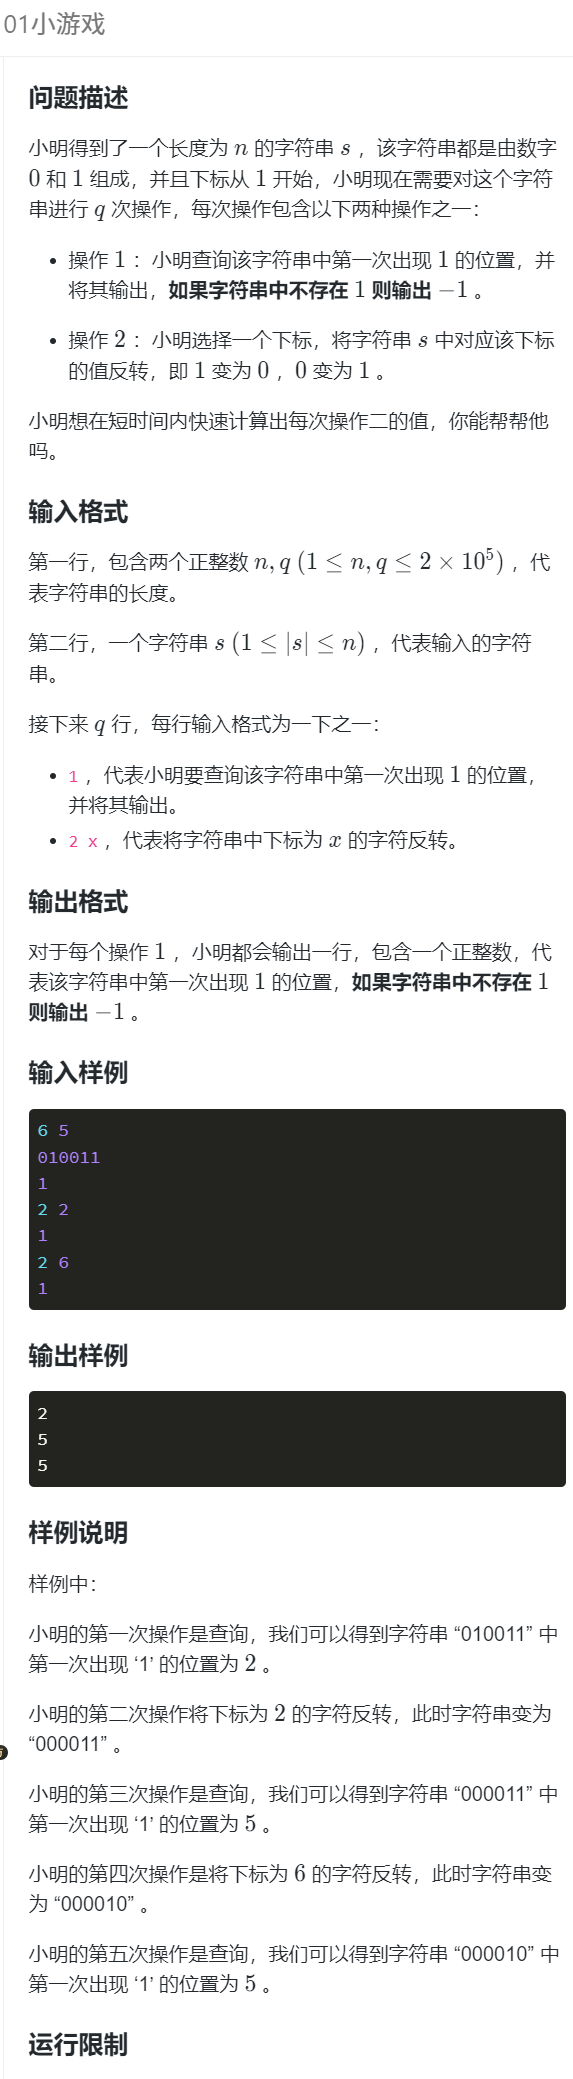 01小游戏
问题描述
小明得到了一个长度为 n 的字符串 s ，该字符串都是由数字
0 和 1 组成，并且下标从 1 开始，小明现在需要对这个字符
串进行 q 次操作，每次操作包含以下两种操作之一：
• 操作 1 ：小明查询该字符串中第一次出现 1 的位置，并
将其输出，如果字符串中不存在 1 则输出 −1 。
• 操作 2 ：小明选择一个下标，将字符串 s 中对应该下标
的值反转，即 1 变为 0 ，0 变为 1 。
小明想在短时间内快速计算出每次操作二的值，你能帮帮他
吗。
输入格式
第一行，包含两个正整数 n, q (1 ≤ n, q ≤ 2 × 10⁵) ，代
表字符串的长度。
第二行，一个字符串 s (1 ≤ |s| ≤ n) ，代表输入的字符
串。
接下来 q 行，每行输入格式为一下之一：
• 1 ，代表小明要查询该字符串中第一次出现 1 的位置，
并将其输出。
• 2 x ，代表将字符串中下标为 x 的字符反转。
输出格式
对于每个操作 1 ，小明都会输出一行，包含一个正整数，代
表该字符串中第一次出现 1 的位置，如果字符串中不存在 1
则输出 −1 。
输入样例
6 5
010011
1
2 2
1
2 6
1
输出样例
2
5
5
样例说明
样例中：
小明的第一次操作是查询，我们可以得到字符串 “010011” 中
第一次出现 ‘1’ 的位置为 2 。
小明的第二次操作将下标为 2 的字符反转，此时字符串变为
“000011” 。
小明的第三次操作是查询，我们可以得到字符串 “000011” 中
第一次出现 ‘1’ 的位置为 5 。
小明的第四次操作是将下标为 6 的字符反转，此时字符串变
为 “000010” 。
小明的第五次操作是查询，我们可以得到字符串 “000010” 中
第一次出现 ‘1’ 的位置为 5 。
运行限制